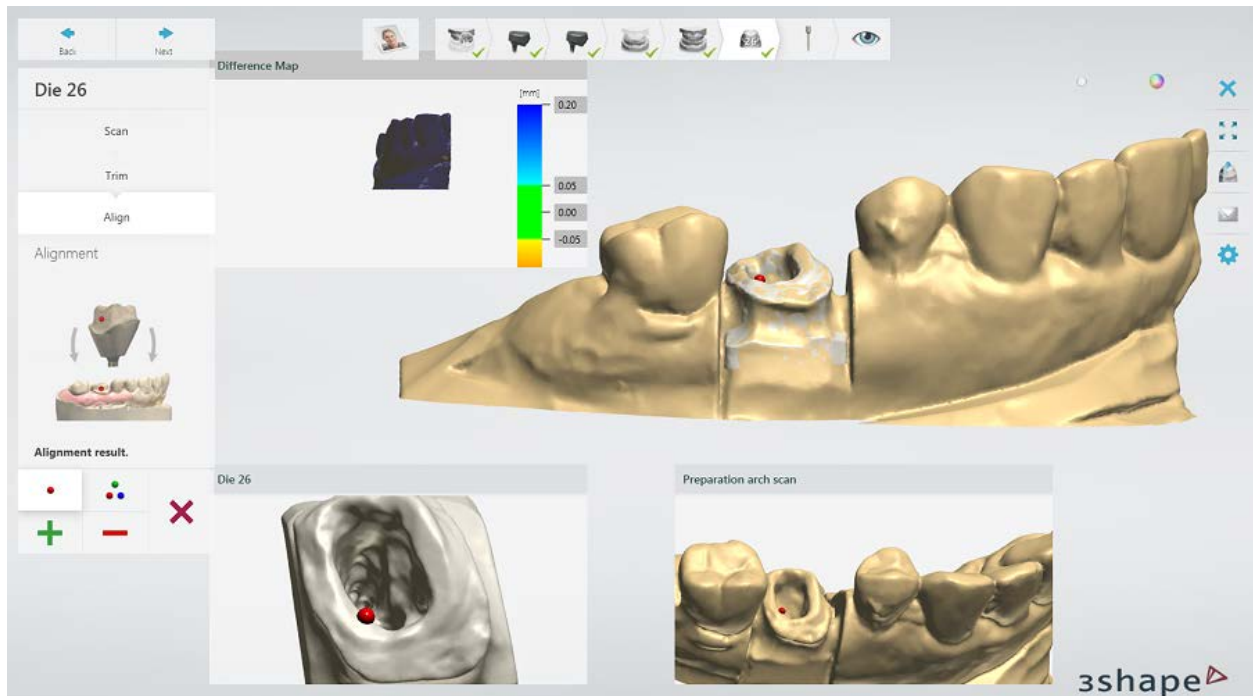 Back
Next
Die 26
Scan
Trim
Align
Alignment
Alignment result.
Difference Map
[mm]
0.20
0.05
0.00
-0.05
26
Die 26
Preparation arch scan
3shape